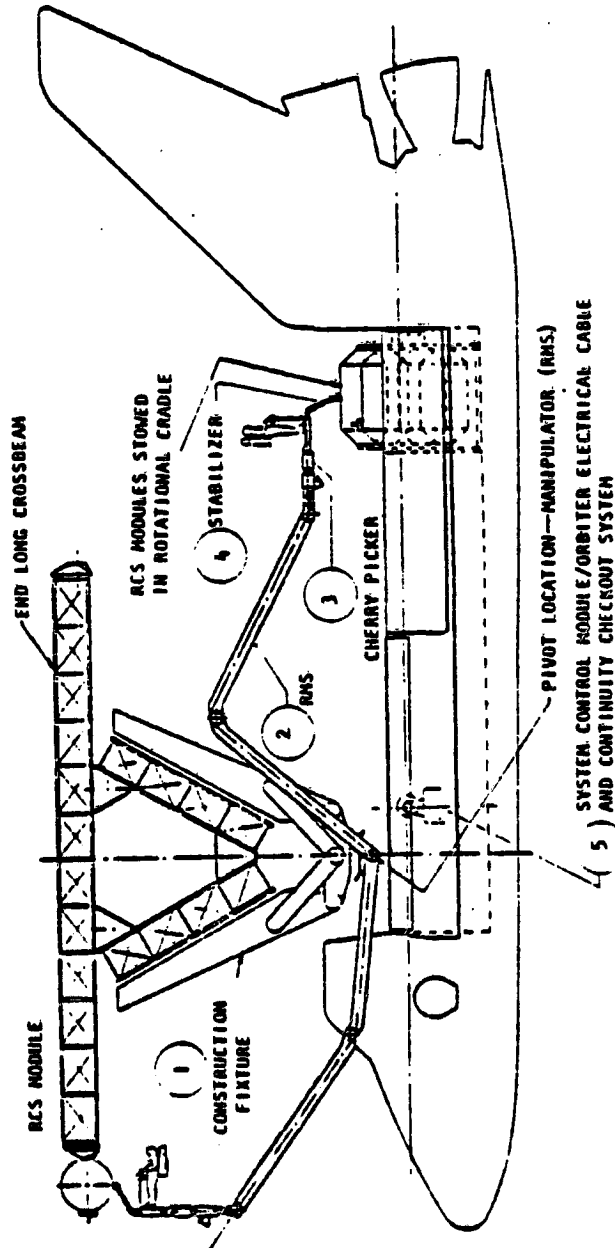 END LONG CROSSBEAM
RCS MODULE
RCS MODULES STOWED
IN ROTATIONAL CRADLE
4
STABILIZER
1
CONSTRUCTION
FIXTURE
2
RMS
3
CHERRY PICKER
PIVOT LOCATION—MANIPULATOR (RMS)
( 5 ) SYSTEM CONTROL MODULE/ORBITER ELECTRICAL CABLE
AND CONTINUITY CHECKOUT SYSTEM